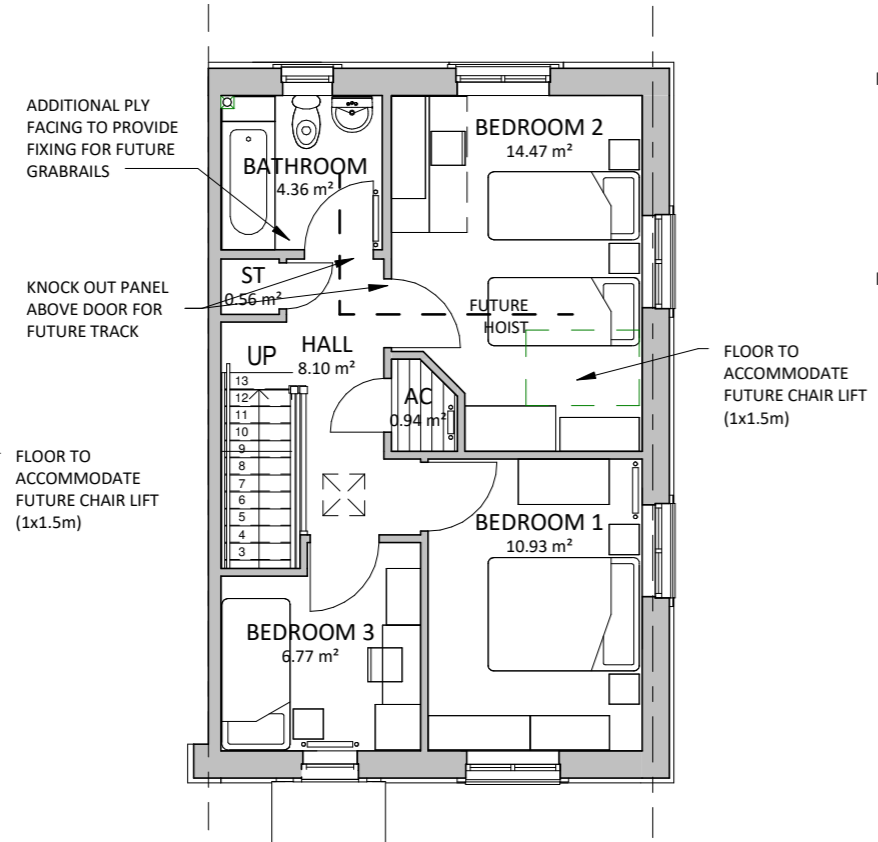 ADDITIONAL PLY
FACING TO PROVIDE
FIXING FOR FUTURE
GRABRAILS
BATHROOM
4.36 m²
BEDROOM 2
14.47 m²
KNOCK OUT PANEL
ABOVE DOOR FOR
FUTURE TRACK
ST
0.56 m²
FUTURE
HOIST
UP
HALL
8.10 m²
AC
0.94 m²
FLOOR TO
ACCOMMODATE
FUTURE CHAIR LIFT
(1x1.5m)
13
12
11
10
9
8
7
6
5
4
3
FLOOR TO
ACCOMMODATE
FUTURE CHAIR LIFT
(1x1.5m)
BEDROOM 1
10.93 m²
BEDROOM 3
6.77 m²